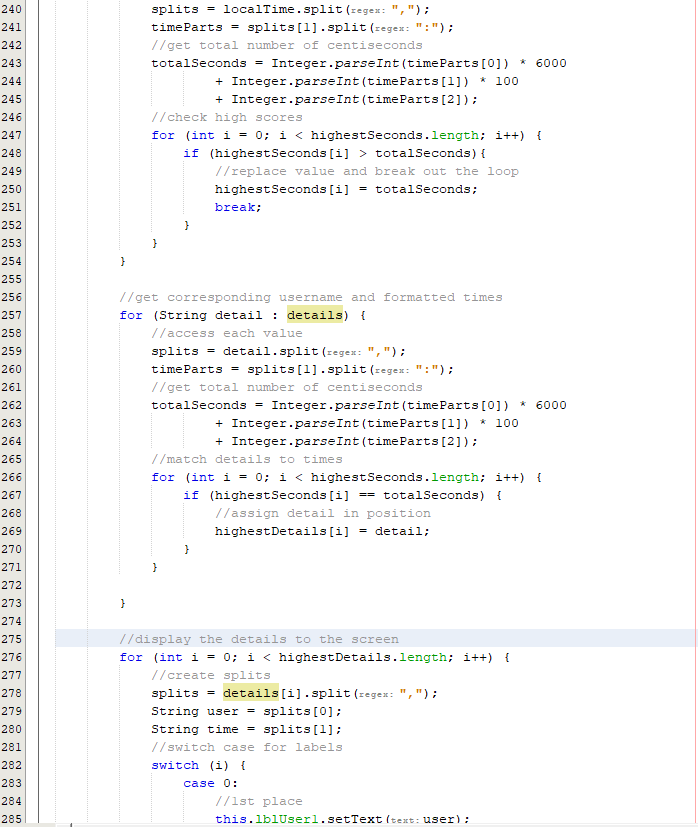 240 splits = localTime.split(regex: ",");
241 timeParts = splits[1].split(regex: ":");
242 //get total number of centiseconds
243 totalSeconds = Integer.parseInt(timeParts[0]) * 6000
244 + Integer.parseInt(timeParts[1]) * 100
245 + Integer.parseInt(timeParts[2]);
246 //check high scores
247 for (int i = 0; i < highestSeconds.length; i++) {
248 if (highestSeconds[i] > totalSeconds){
249 //replace value and break out the loop
250 highestSeconds[i] = totalSeconds;
251 break;
252 }
253 }
254 }
255
256 //get corresponding username and formatted times
257 for (String detail : details) {
258 //access each value
259 splits = detail.split(regex: ",");
260 timeParts = splits[1].split(regex: ":");
261 //get total number of centiseconds
262 totalSeconds = Integer.parseInt(timeParts[0]) * 6000
263 + Integer.parseInt(timeParts[1]) * 100
264 + Integer.parseInt(timeParts[2]);
265 //match details to times
266 for (int i = 0; i < highestSeconds.length; i++) {
267 if (highestSeconds[i] == totalSeconds) {
268 //assign detail in position
269 highestDetails[i] = detail;
270 }
271 }
272
273 }
274
275 //display the details to the screen
276 for (int i = 0; i < highestDetails.length; i++) {
277 //create splits
278 splits = details[i].split(regex: ",");
279 String user = splits[0];
280 String time = splits[1];
281 //switch case for labels
282 switch (i) {
283 case 0:
284 //1st place
285 this.lblUser1.setText(text: user);